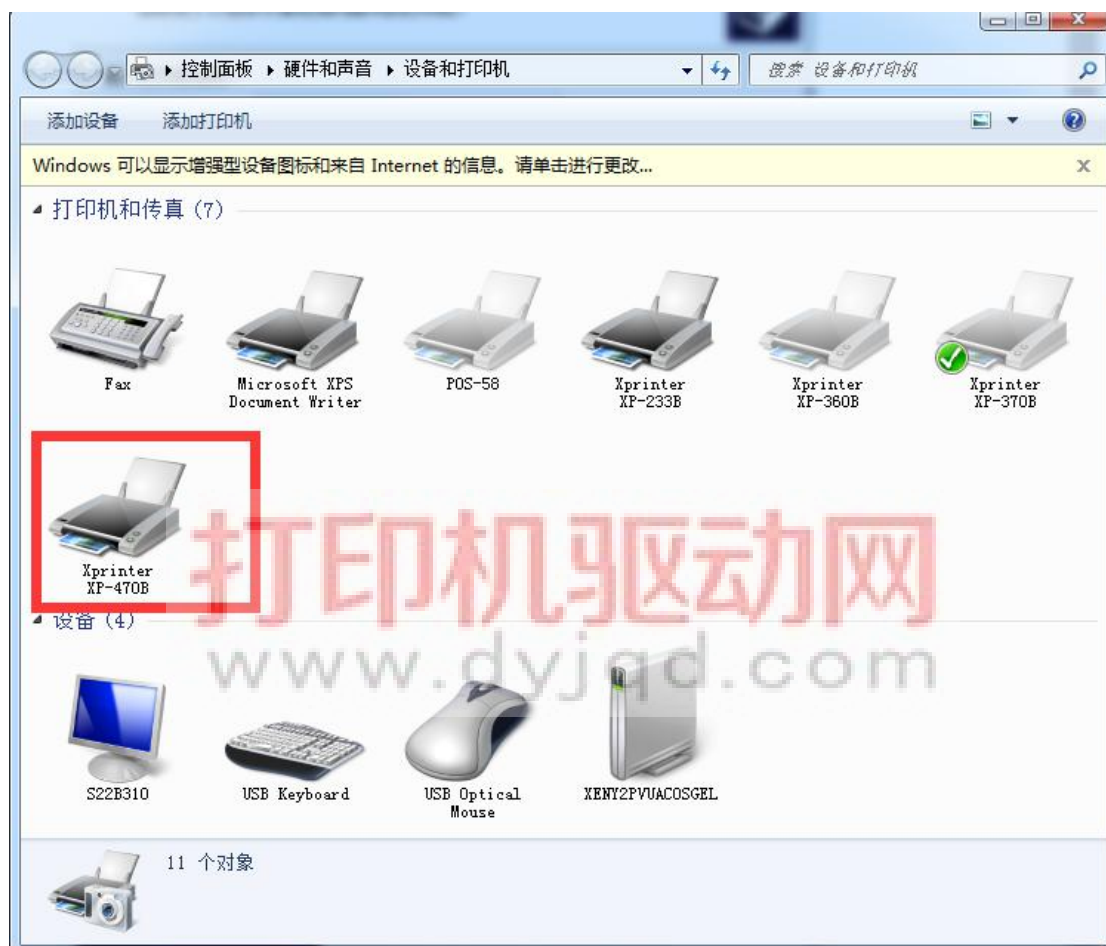 控制面板 硬件和声音 设备和打印机
搜索 设备和打印机
添加设备 添加打印机
Windows 可以显示增强型设备图标和来自 Internet 的信息。请单击进行更改...
打印机和传真 (7)
Fax
Microsoft XPS
Document Writer
POS-58
Xprinter
XP-233B
Xprinter
XP-360B
Xprinter
XP-370B
Xprinter
XP-470B
打印机驱动网
www.dyjqd.com
设备 (4)
S22B310
USB Keyboard
USB Optical
Mouse
XENY2PVUACOSGEL
11 个对象